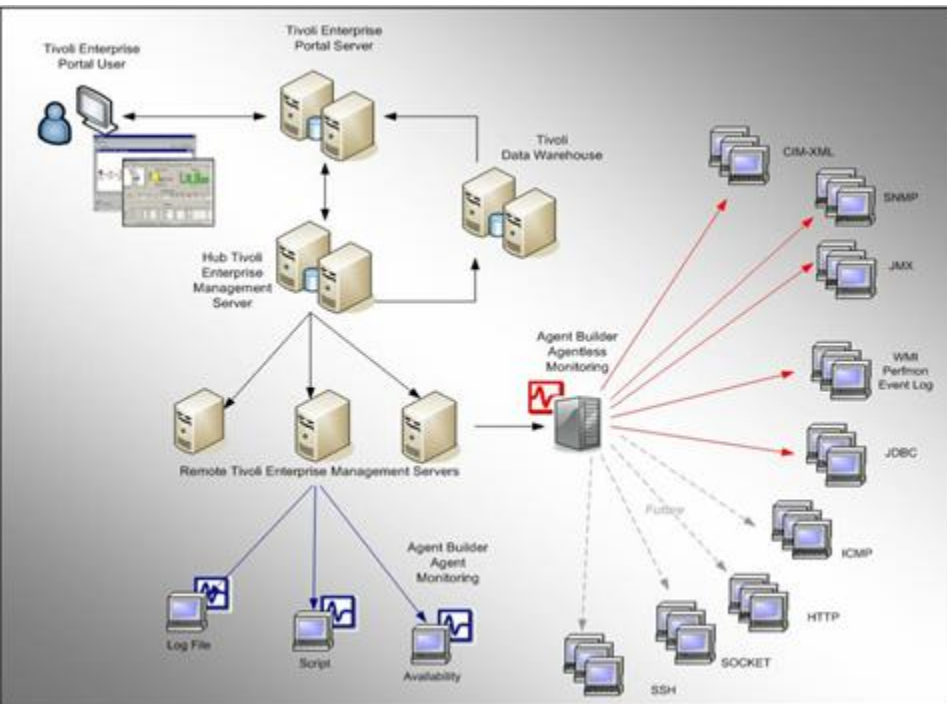 Tivoli Enterprise
Portal Server
Tivoli Enterprise
Portal User
Tivoli
Data Warehouse
CIM-XML
SNMP
JMX
Hub Tivoli
Enterprise
Management
Server
Agent Builder
Agentless
Monitoring
WMI
Perfmon
Event Log
JDBC
Remote Tivoli Enterprise Management Servers
Future
ICMP
Agent Builder
Agent
Monitoring
HTTP
Log File
Script
Availability
SOCKET
SSH